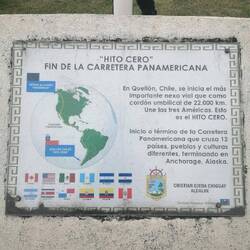 "HITO CERO"
FIN DE LA CARRETERA PANAMERICANA
En Quellón, Chile, se inicia el más
importante nexo vial que como
cordón umbilical de 22.000 km.
Une las tres Américas. Esto
es el HITO CERO.
Inicio o término de la Carretera
Panamericana que cruza 13
países, pueblos y culturas
diferentes, terminando en
Anchorage, Alaska.
CRISTIAN OJEDA CHIGUAY
ALCALDE